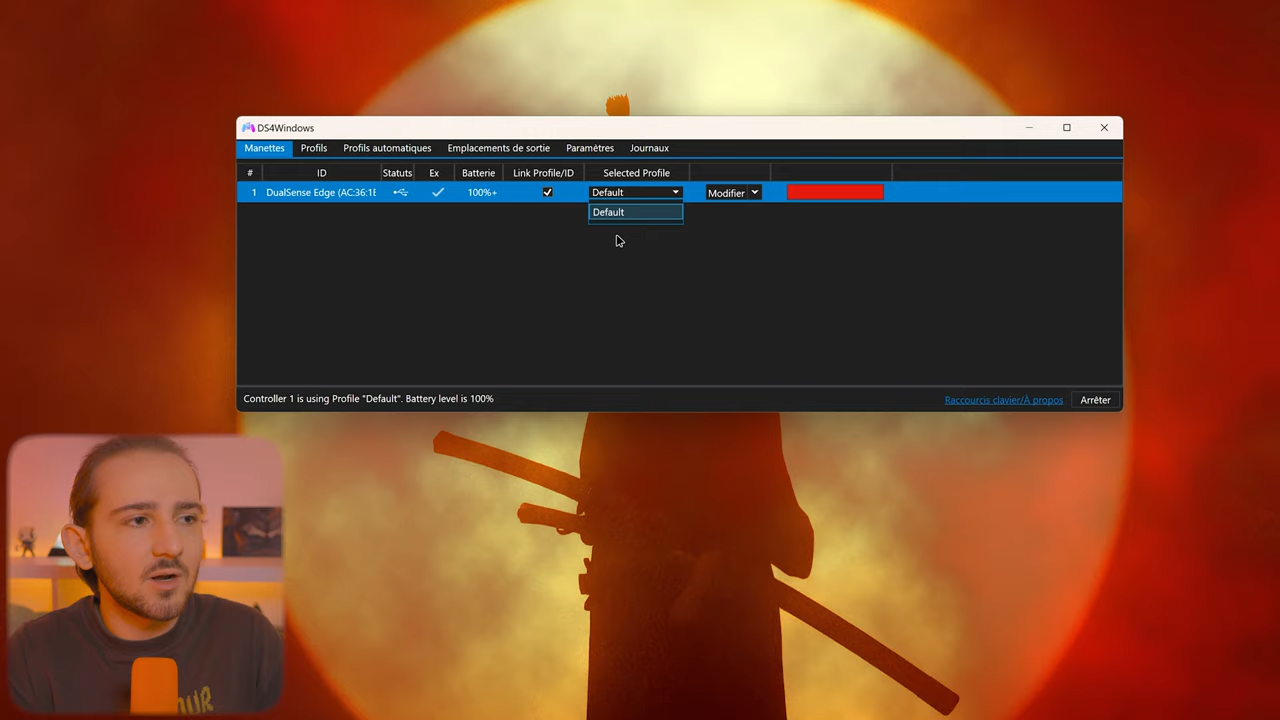 DS4Windows
Manettes Profils Profils automatiques Emplacements de sortie Paramètres Journaux
# ID Statuts Ex Batterie Link Profile/ID Selected Profile
1 DualSense Edge (AC:36:1E 100%+ Default Modifier
Default
Controller 1 is using Profile "Default". Battery level is 100% Raccourcis clavier/À propos Arrêter